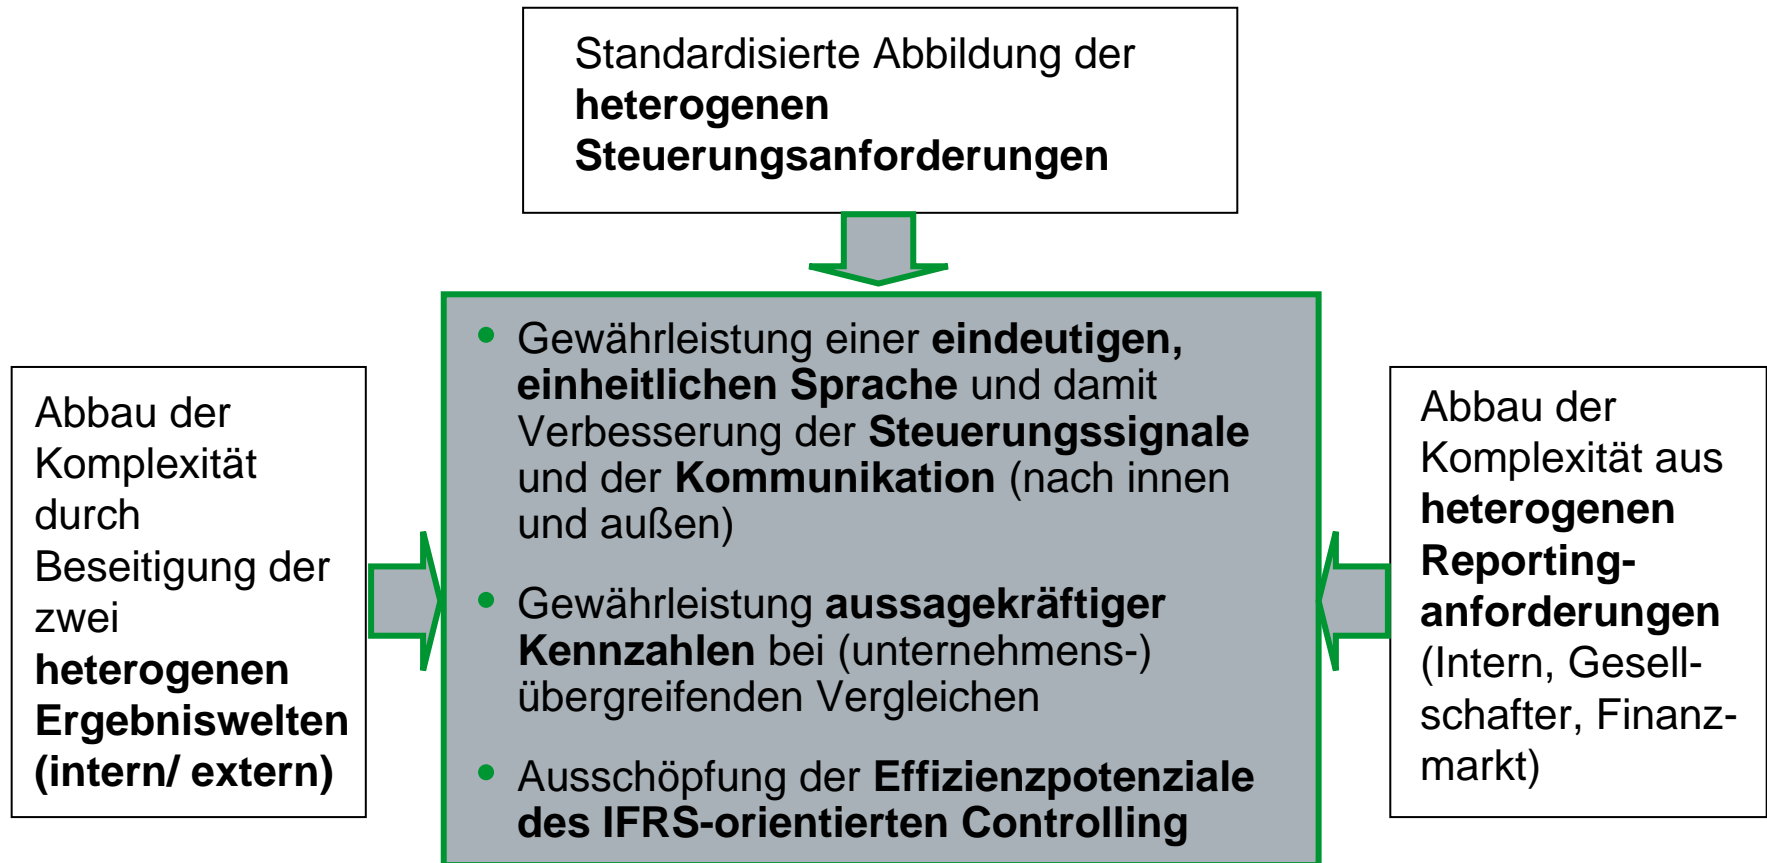 Standardisierte Abbildung der
heterogenen
Steuerungsanforderungen
Abbau der
Komplexität
durch
Beseitigung der
zwei
heterogenen
Ergebniswelten
(intern/ extern)
• Gewährleistung einer eindeutigen,
einheitlichen Sprache und damit
Verbesserung der Steuerungssignale
und der Kommunikation (nach innen
und außen)
• Gewährleistung aussagekräftiger
Kennzahlen bei (unternehmens-)
übergreifenden Vergleichen
• Ausschöpfung der Effizienzpotenziale
des IFRS-orientierten Controlling
Abbau der
Komplexität aus
heterogenen
Reporting-
anforderungen
(Intern, Gesell-
schafter, Finanz-
markt)